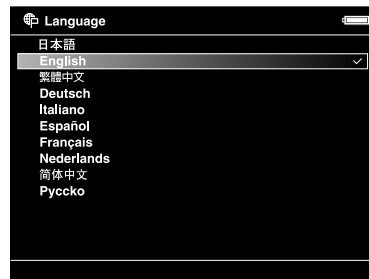 Language
日本語
English
繁體中文
Deutsch
Italiano
Español
Français
Nederlands
简体中文
Pyccko